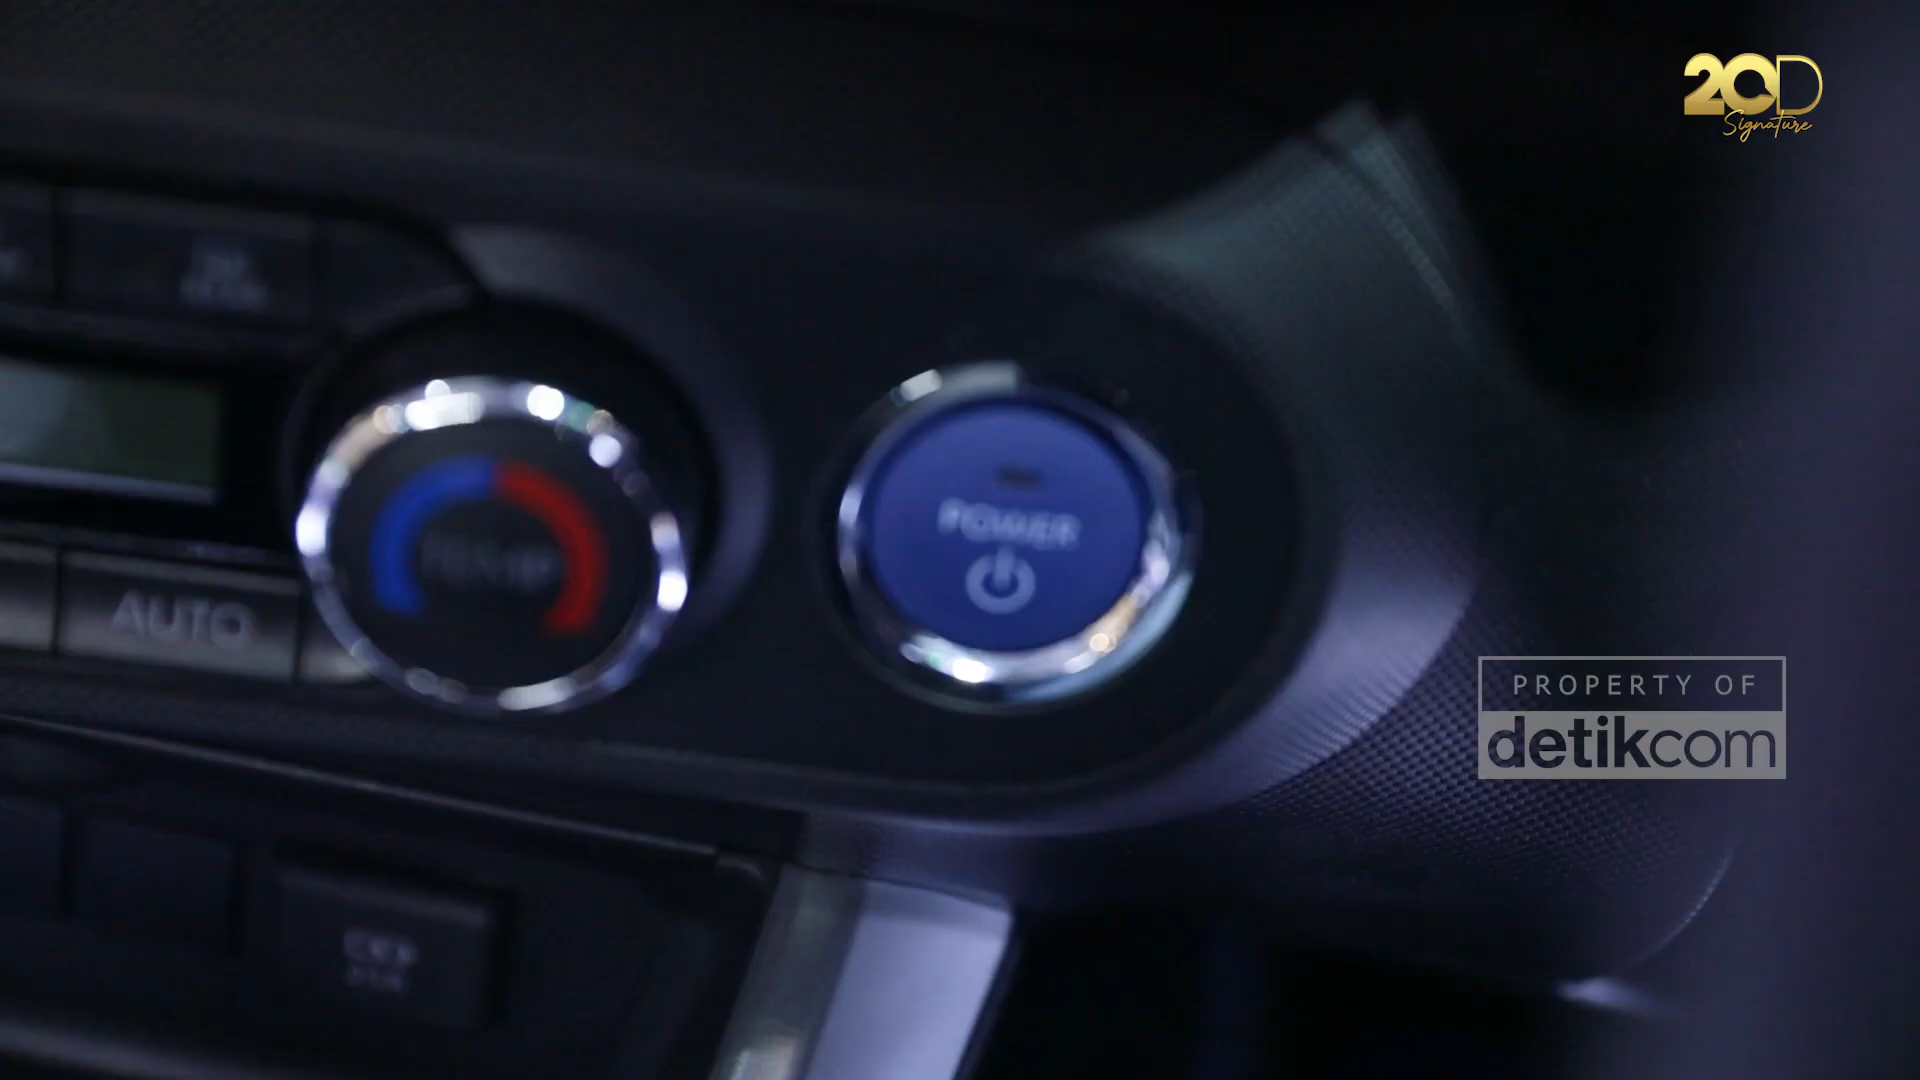 20D
Signature
TEMP
POWER
AUTO
PROPERTY OF
detikcom